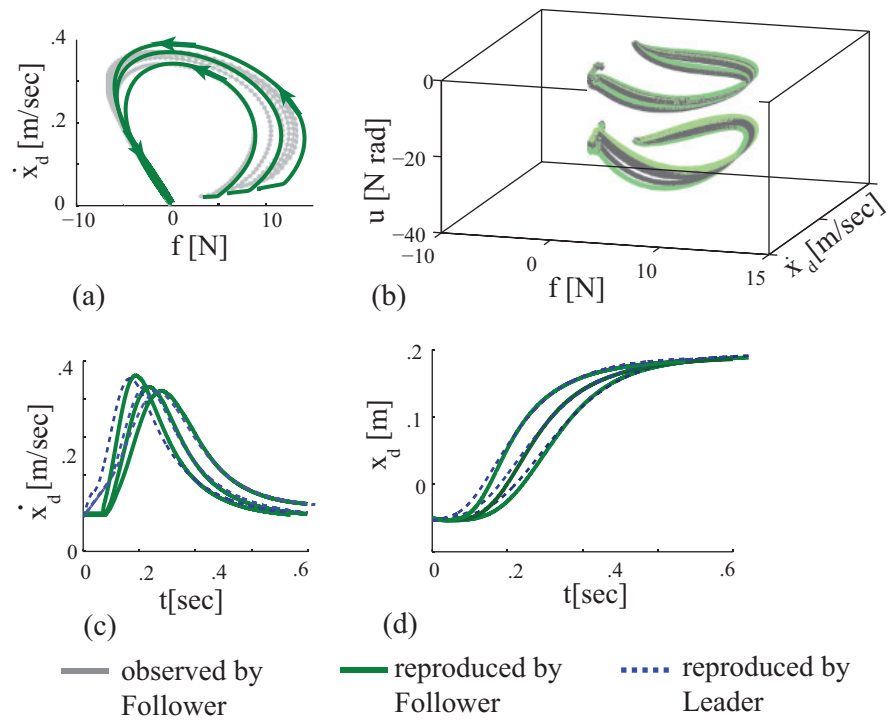 .4
.2
0
ẋd [m/sec]
−10
0
10
f [N]
(a)
0
−20
−40
u [N rad]
−10
0
10
15
f [N]
ẋd [m/sec]
(b)
.4
.2
0
ẋd [m/sec]
0
.2
.4
.6
t[sec]
(c)
.2
.1
0
xd [m]
0
.2
.4
.6
t[sec]
(d)
observed by
Follower
reproduced by
Follower
reproduced by
Leader